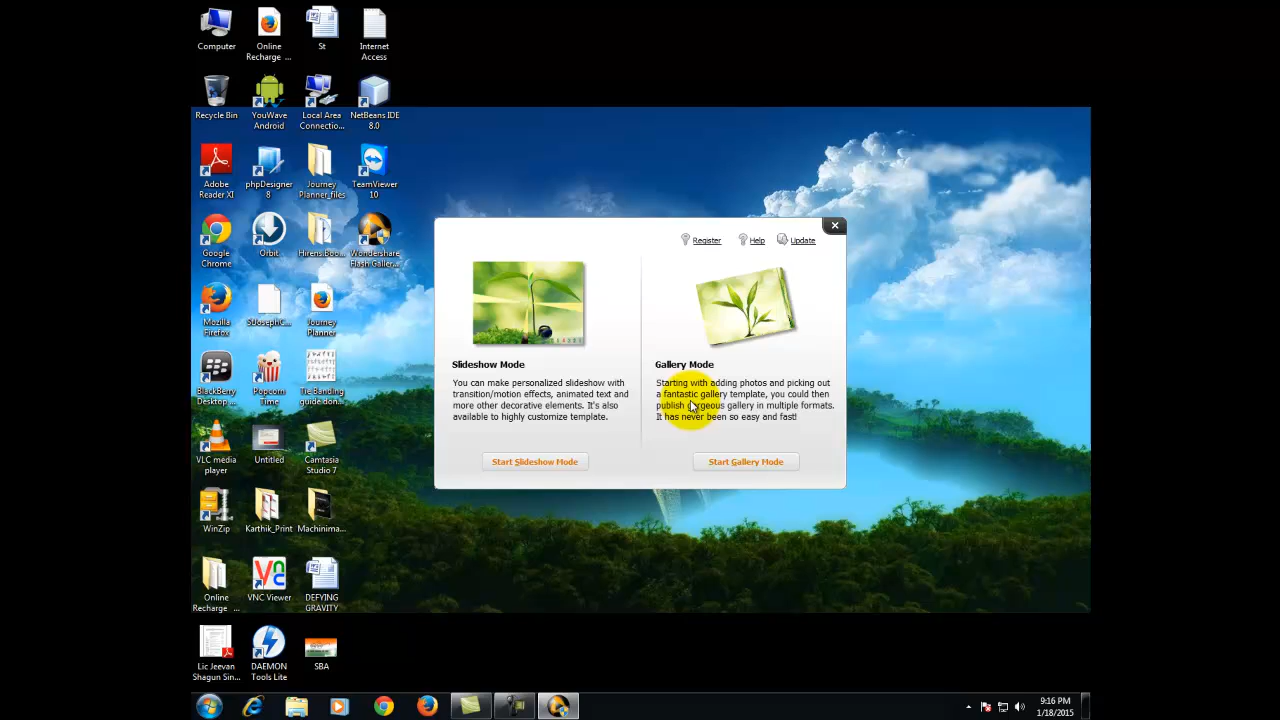 Computer
Online
Recharge ...
St
Internet
Access
Recycle Bin
YouWave
Android
Local Area
Connectio...
NetBeans IDE
8.0
Adobe
Reader XI
phpDesigner
8
Journey
Planner_files
TeamViewer
10
Google
Chrome
Orbit
Hirens.Boo...
Wondershare
Flash Galler...
Mozilla
Firefox
SBJosephC...
Journey
Planner
BlackBerry
Desktop ...
Popcorn
Time
Tie Banding
guide.don...
VLC media
player
Untitled
Camtasia
Studio 7
WinZip
Karthik_Print
Machinima...
Online
Recharge ...
VNC Viewer
DEFYING
GRAVITY
Lic Jeevan
Shagun Sin...
DAEMON
Tools Lite
SBA
Register
Help
Update
Slideshow Mode
You can make personalized slideshow with
transition/motion effects, animated text and
more other decorative elements. It's also
available to highly customize template.
Start Slideshow Mode
Gallery Mode
Starting with adding photos and picking out
a fantastic gallery template, you could then
publish gorgeous gallery in multiple formats.
It has never been so easy and fast!
Start Gallery Mode
9:16 PM
1/18/2015